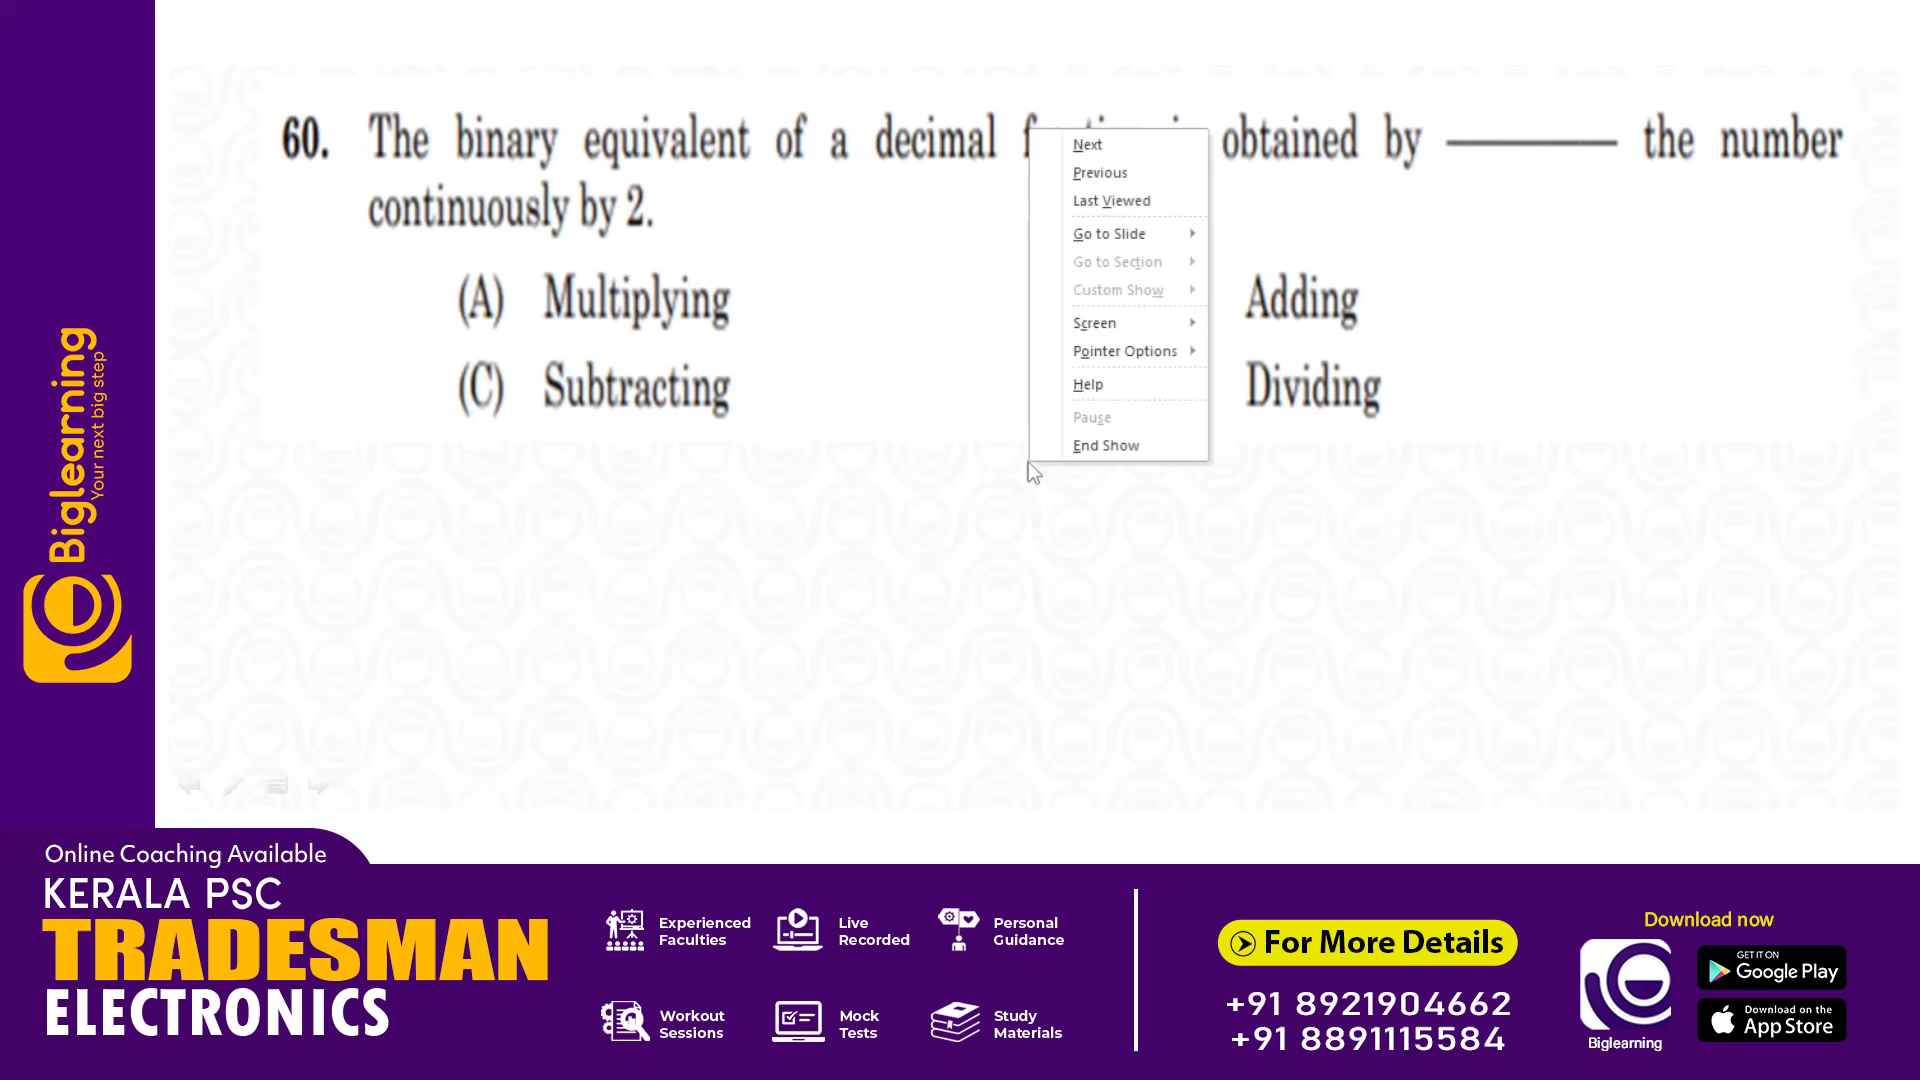 60. The binary equivalent of a decimal obtained by ———— the number
continuously by 2.
(A) Multiplying
Adding
(C) Subtracting
Dividing
Next
Previous
Last Viewed
Go to Slide
Go to Section
Custom Show
Screen
Pointer Options
Help
Pause
End Show
Biglearning
Your next big step
Online Coaching Available
KERALA PSC
TRADESMAN
ELECTRONICS
Experienced
Faculties
Live
Recorded
Personal
Guidance
Workout
Sessions
Mock
Tests
Study
Materials
For More Details
+91 8921904662
+91 8891115584
Download now
Biglearning
GET IT ON
Google Play
Download on the
App Store